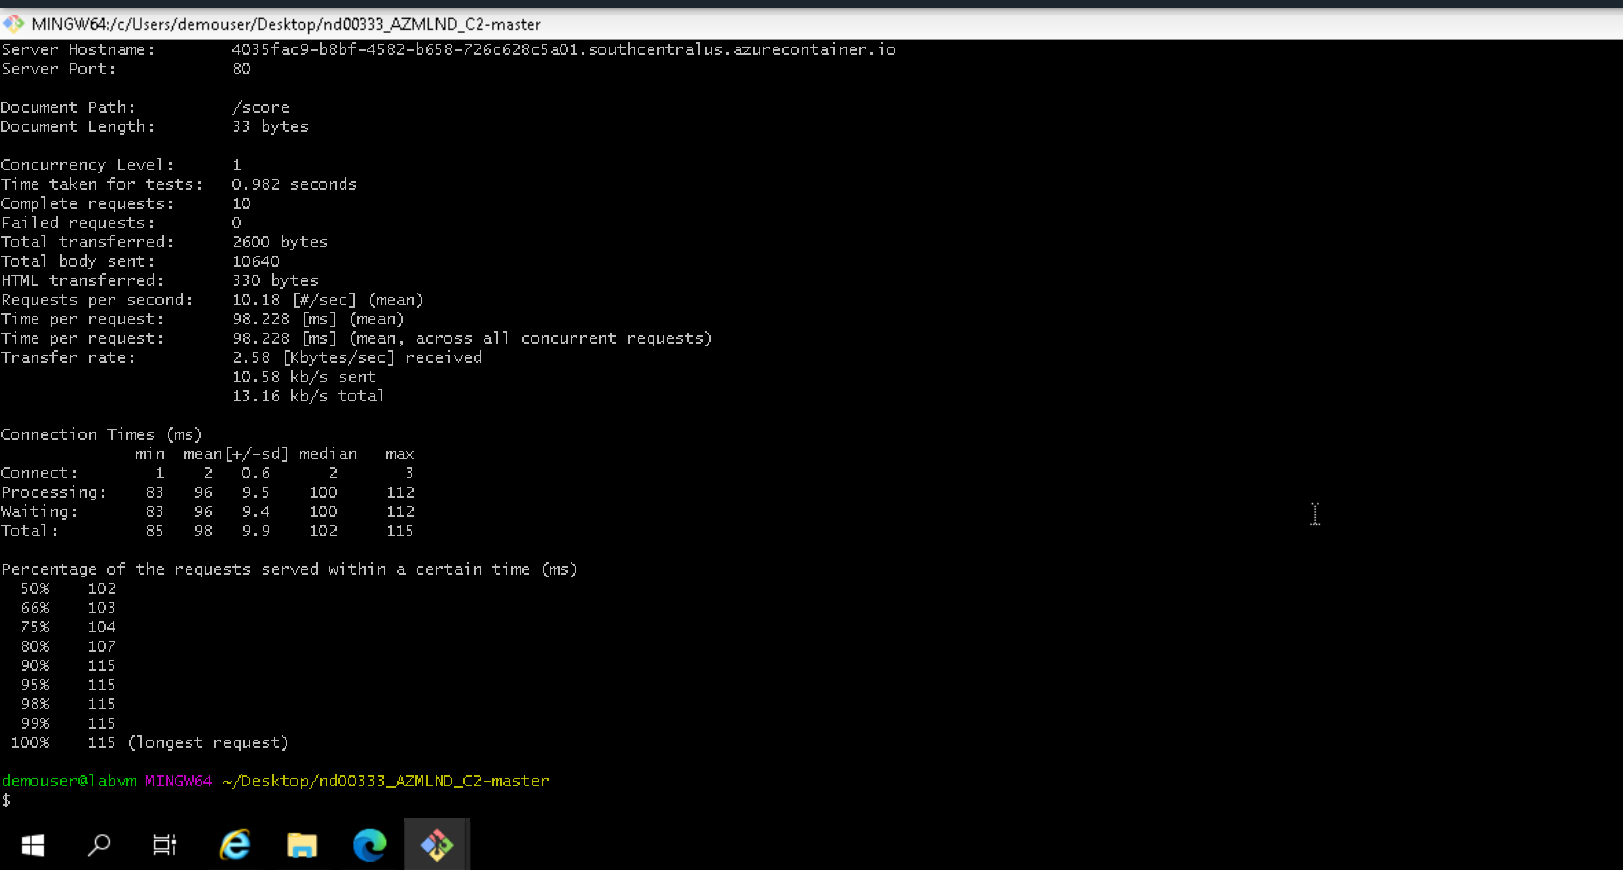 MINGW64:/c/Users/demouser/Desktop/nd00333_AZMLND_C2-master
Server Hostname:        4035fac9-b8bf-4582-b658-726c628c5a01.southcentralus.azurecontainer.io
Server Port:            80

Document Path:          /score
Document Length:        33 bytes

Concurrency Level:      1
Time taken for tests:   0.982 seconds
Complete requests:      10
Failed requests:        0
Total transferred:      2600 bytes
Total body sent:        10640
HTML transferred:       330 bytes
Requests per second:    10.18 [#/sec] (mean)
Time per request:       98.228 [ms] (mean)
Time per request:       98.228 [ms] (mean, across all concurrent requests)
Transfer rate:          2.58 [Kbytes/sec] received
                        10.58 kb/s sent
                        13.16 kb/s total

Connection Times (ms)
              min  mean[+/-sd] median   max
Connect:        1    2   0.6      2       3
Processing:    83   96   9.5    100     112
Waiting:       83   96   9.4    100     112
Total:         85   98   9.9    102     115

Percentage of the requests served within a certain time (ms)
  50%    102
  66%    103
  75%    104
  80%    107
  90%    115
  95%    115
  98%    115
  99%    115
 100%    115 (longest request)

demouser@labvm MINGW64 ~/Desktop/nd00333_AZMLND_C2-master
$